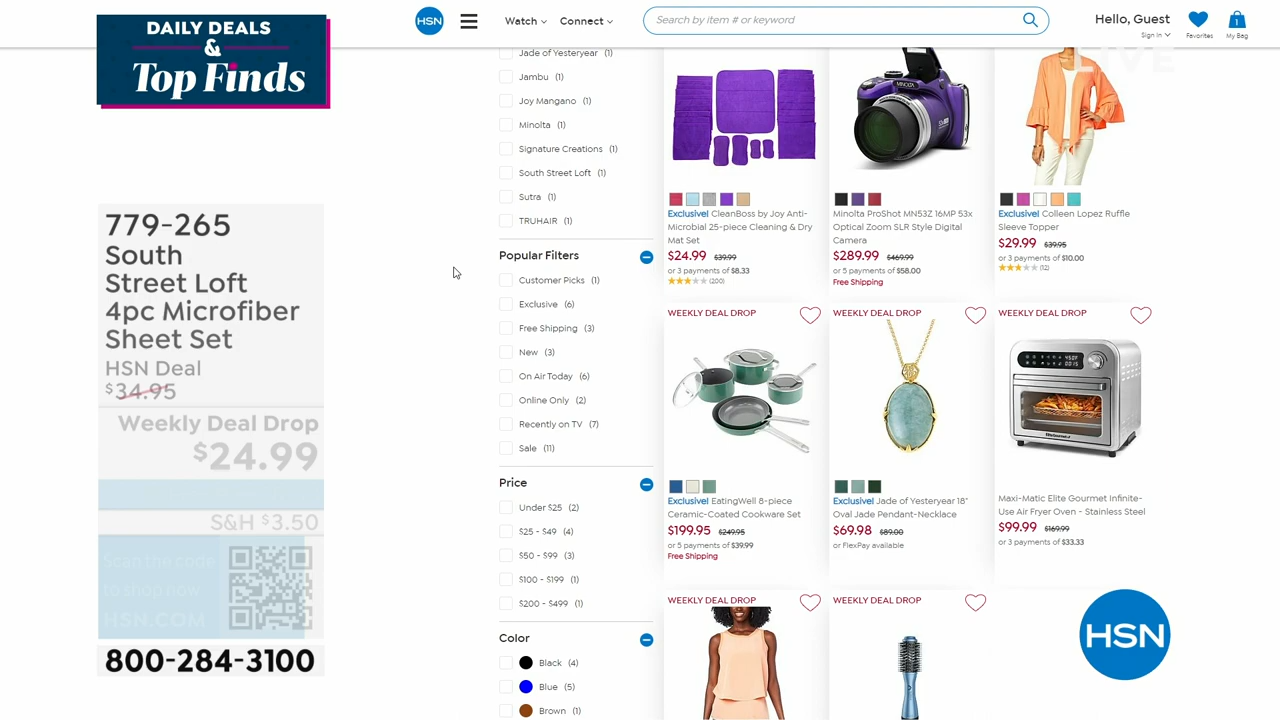 DAILY DEALS
&
Top Finds
HSN
Watch
Connect
Search by item # or keyword
Hello, Guest
Sign in
Favorites
1
My Bag
LIVE
779-265
South
Street Loft
4pc Microfiber
Sheet Set
HSN Deal
$34.95
Weekly Deal Drop
$24.99
S&H $3.50
Scan the code
to shop now
HSN.COM
800-284-3100
Jade of Yesteryear (1)
Jambu (1)
Joy Mangano (1)
Minolta (1)
Signature Creations (1)
South Street Loft (1)
Sutra (1)
TRUHAIR (1)
Popular Filters
Customer Picks (1)
Exclusive (6)
Free Shipping (3)
New (3)
On Air Today (6)
Online Only (2)
Recently on TV (7)
Sale (11)
Price
Under $25 (2)
$25 - $49 (4)
$50 - $99 (3)
$100 - $199 (1)
$200 - $499 (1)
Color
Black (4)
Blue (5)
Brown (1)
Exclusive! CleanBoss by Joy Anti-
Microbial 25-piece Cleaning & Dry
Mat Set
$24.99 $39.99
or 3 payments of $8.33
(200)
MINOLTA
Minolta ProShot MN53Z 16MP 53x
Optical Zoom SLR Style Digital
Camera
$289.99 $469.99
or 5 payments of $58.00
Free Shipping
Exclusive! Colleen Lopez Ruffle
Sleeve Topper
$29.99 $39.95
or 3 payments of $10.00
(12)
WEEKLY DEAL DROP
Exclusive! EatingWell 8-piece
Ceramic-Coated Cookware Set
$199.95 $249.95
or 5 payments of $39.99
Free Shipping
WEEKLY DEAL DROP
Exclusive! Jade of Yesteryear 18"
Oval Jade Pendant-Necklace
$69.98 $89.00
or FlexPay available
WEEKLY DEAL DROP
Maxi-Matic Elite Gourmet Infinite-
Use Air Fryer Oven - Stainless Steel
$99.99 $169.99
or 3 payments of $33.33
WEEKLY DEAL DROP
WEEKLY DEAL DROP
HSN